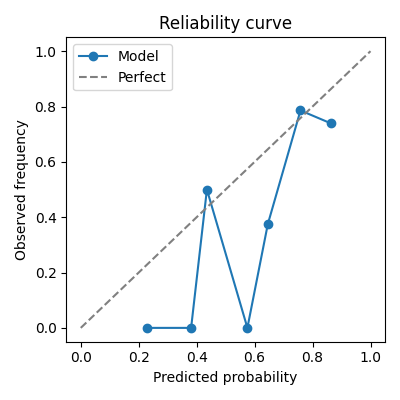 Reliability curve
Model
Perfect
Observed frequency
1.0
0.8
0.6
0.4
0.2
0.0
0.0 0.2 0.4 0.6 0.8 1.0
Predicted probability